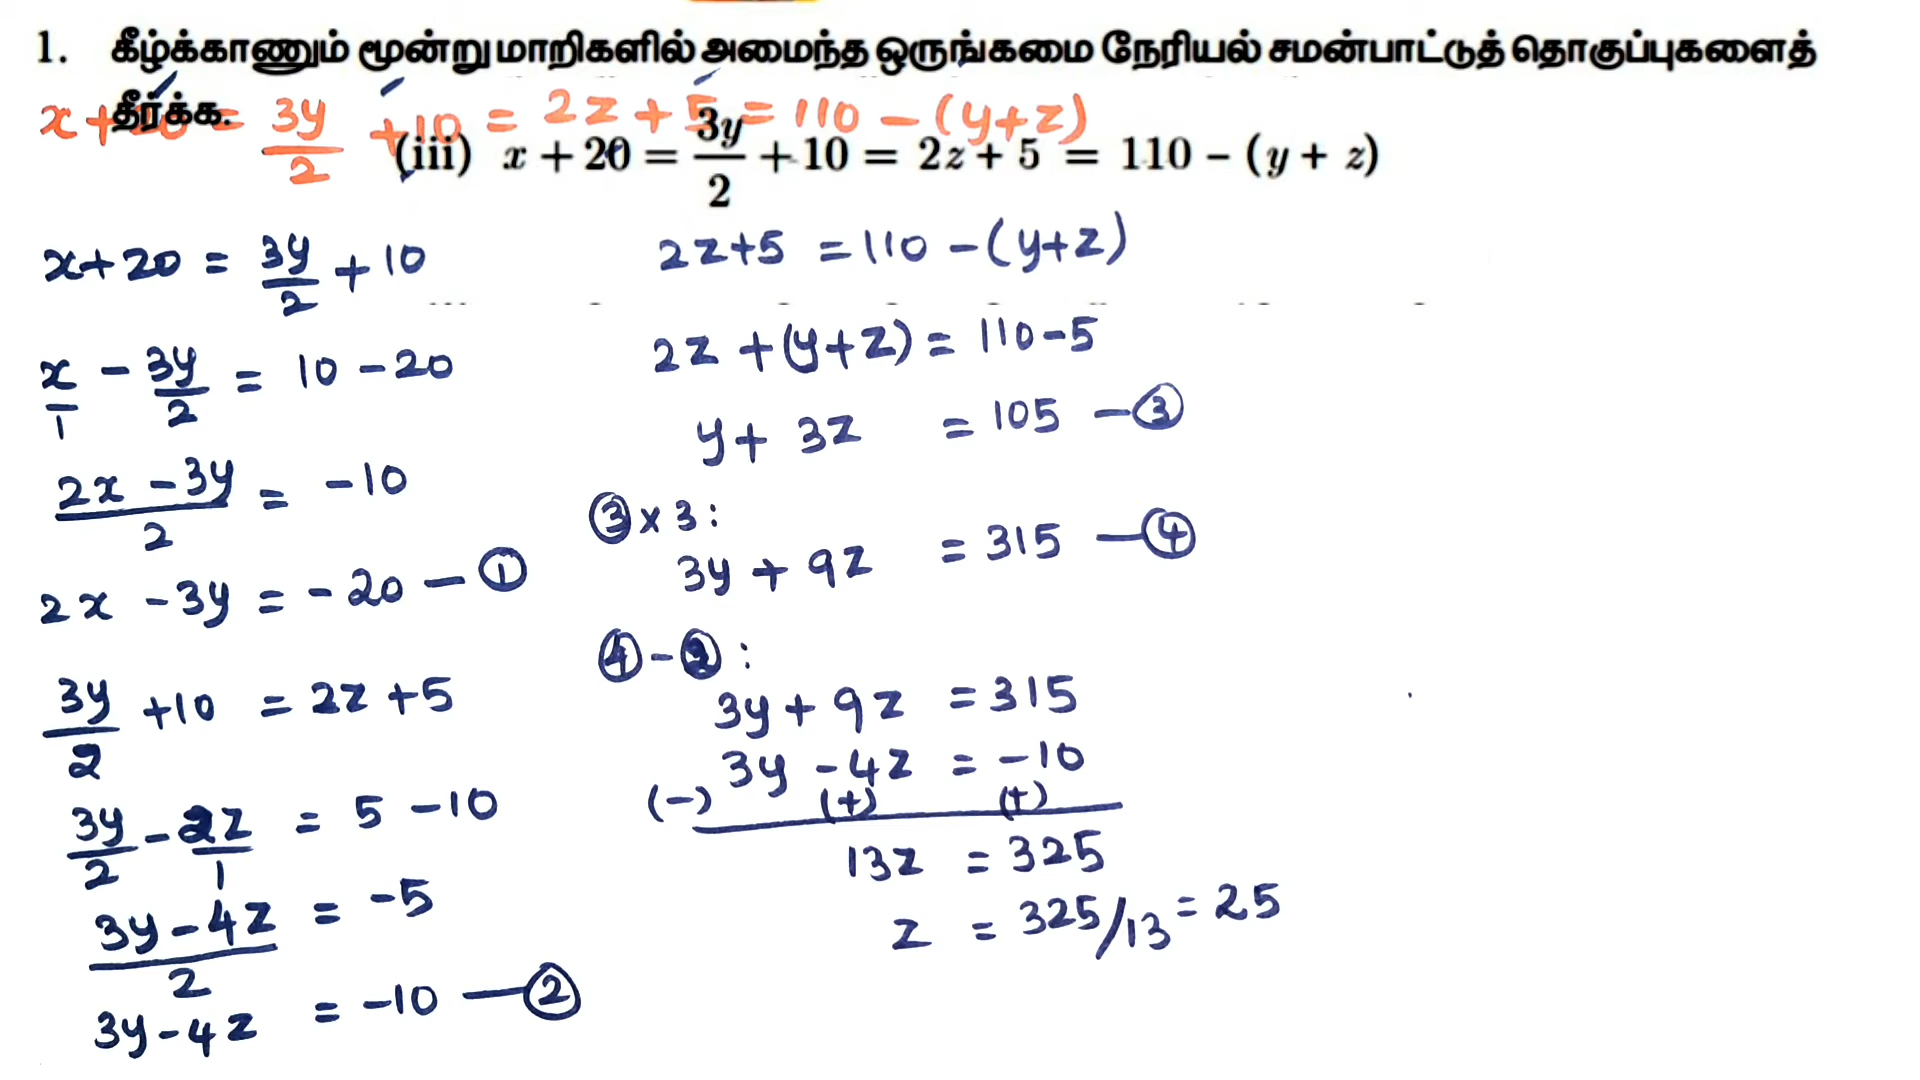 1. கீழ்க்காணும் மூன்று மாறிகளில் அமைந்த ஒருங்கமை நேரியல் சமன்பாட்டுத் தொகுப்புகளைத்
தீர்க்க.
x+20 = 3y/2 +10 = 2z+5 = 110-(y+z)
(iii) x + 20 = 3y/2 + 10 = 2z + 5 = 110 – (y + z)
x+20 = 3y/2 + 10
x/1 - 3y/2 = 10-20
2x-3y/2 = -10
2x - 3y = -20 - ①
3y/2 +10 = 2z+5
3y/2 - 2z/1 = 5-10
3y-4z/2 = -5
3y-4z = -10 - ②
2z+5 = 110-(y+z)
2z+(y+z) = 110-5
y+3z = 105 - ③
③x3:
3y+9z = 315 - ④
④-②:
3y+9z = 315
3y-4z = -10
(-) (+) (+)
13z = 325
z = 325/13 = 25